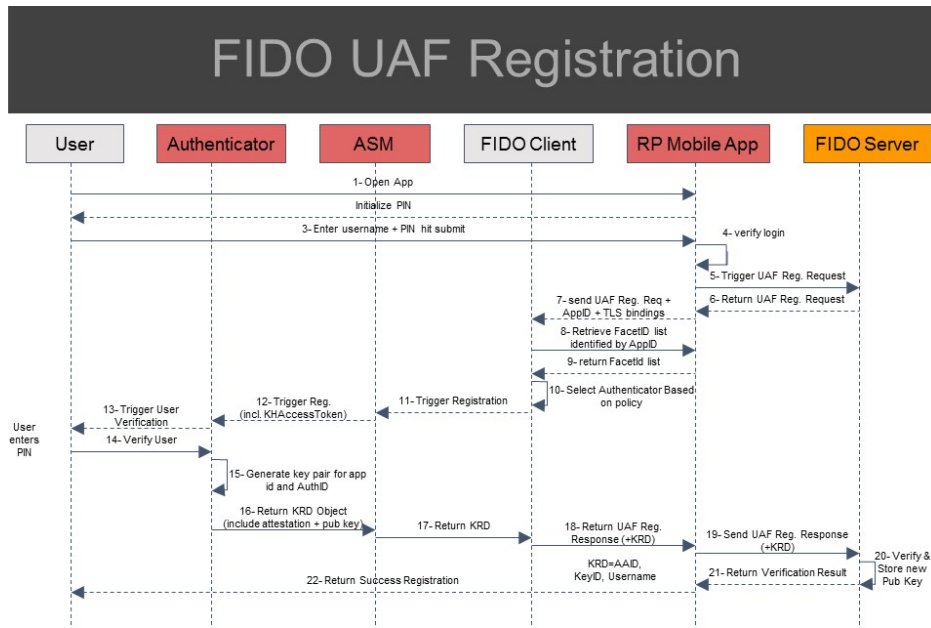 FIDO UAF Registration
User
Authenticator
ASM
FIDO Client
RP Mobile App
FIDO Server
1- Open App
Initialize PIN
3- Enter username + PIN hit submit
4- verify login
5- Trigger UAF Reg. Request
6- Return UAF Reg. Request
7- send UAF Reg. Req +
AppID + TLS bindings
8- Retrieve FacetID list
identified by AppID
9- return FacetId list
10- Select Authenticator Based
on policy
11- Trigger Registration
12- Trigger Reg.
(incl. KHAccessToken)
13- Trigger User
Verification
User
enters
PIN
14- Verify User
15- Generate key pair for app
id and AuthID
16- Return KRD Object
(include attestation + pub key)
17- Return KRD
18- Return UAF Reg.
Response (+KRD)
19- Send UAF Reg. Response
(+KRD)
20- Verify &
Store new
Pub Key
KRD=AAID,
KeyID, Username
21- Return Verification Result
22- Return Success Registration